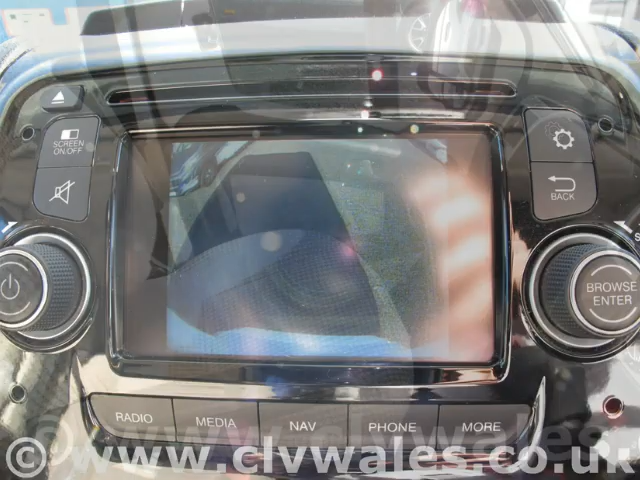 SCREEN
ON/OFF
BACK
BROWSE
ENTER
RADIO
MEDIA
NAV
PHONE
MORE
©www.clvwales.co.uk©